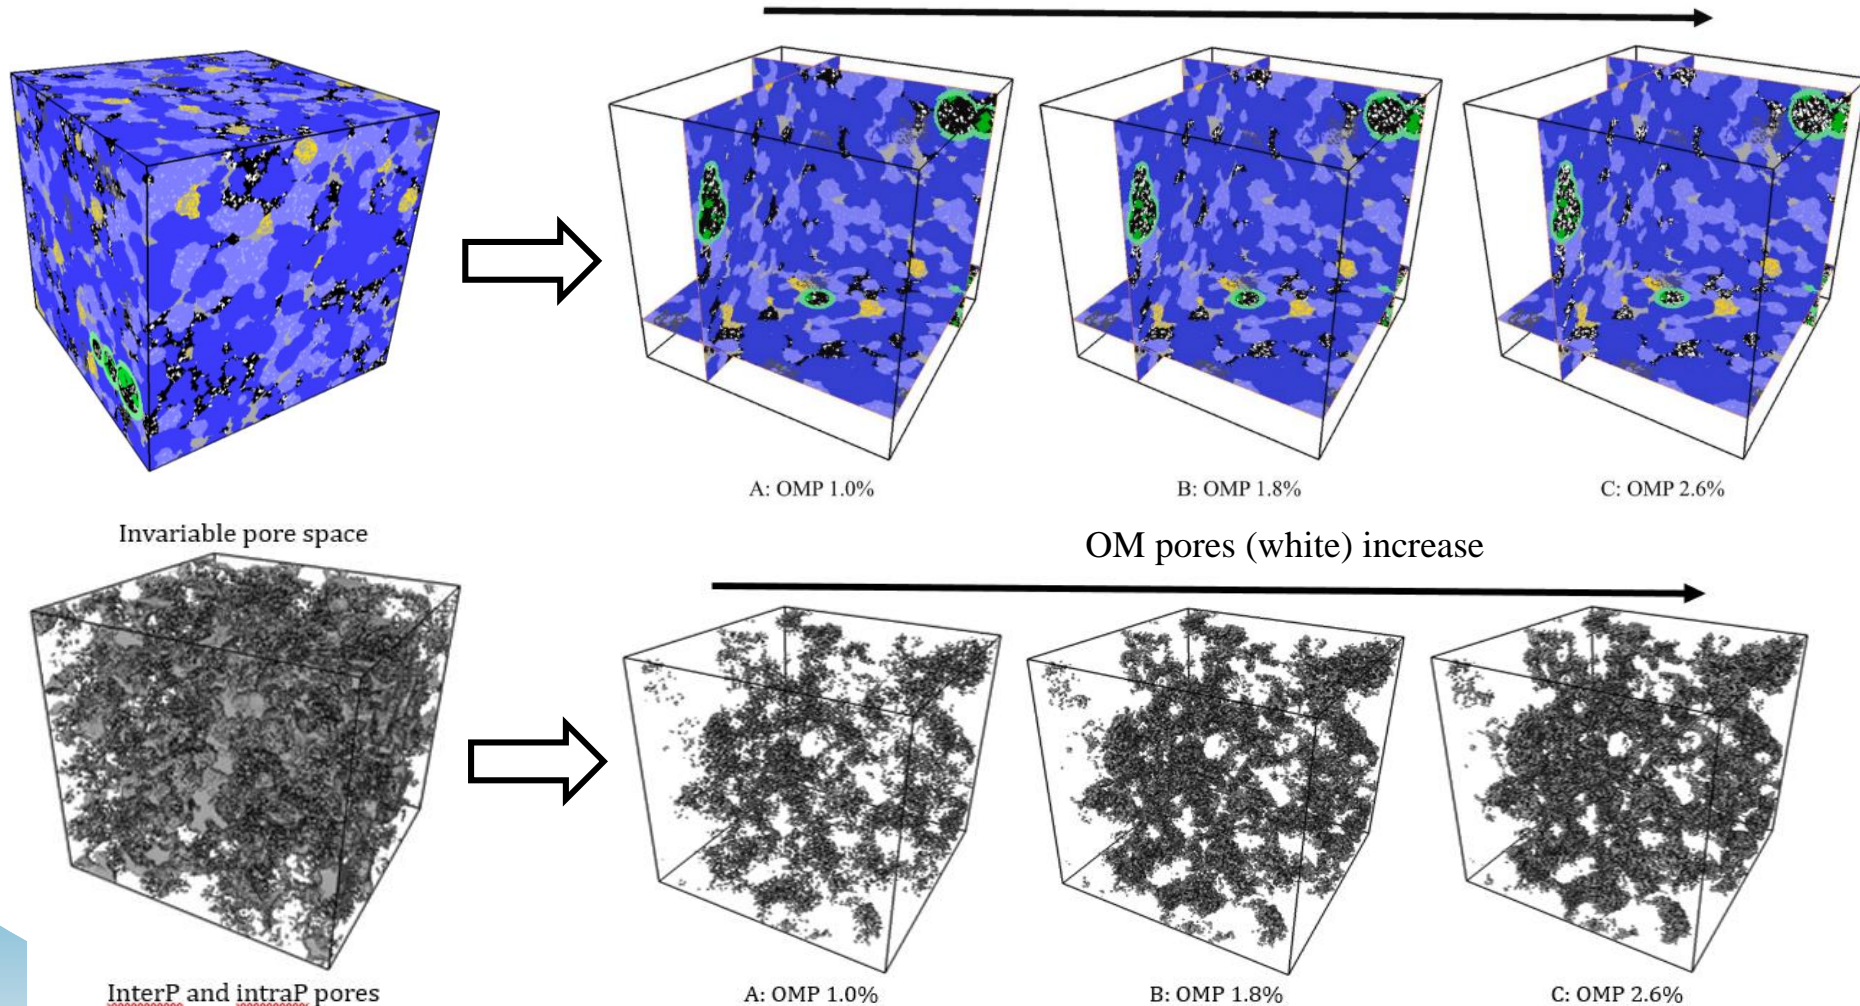 A: OMP 1.0%
B: OMP 1.8%
C: OMP 2.6%
Invariable pore space
OM pores (white) increase
InterP and intraP pores
A: OMP 1.0%
B: OMP 1.8%
C: OMP 2.6%